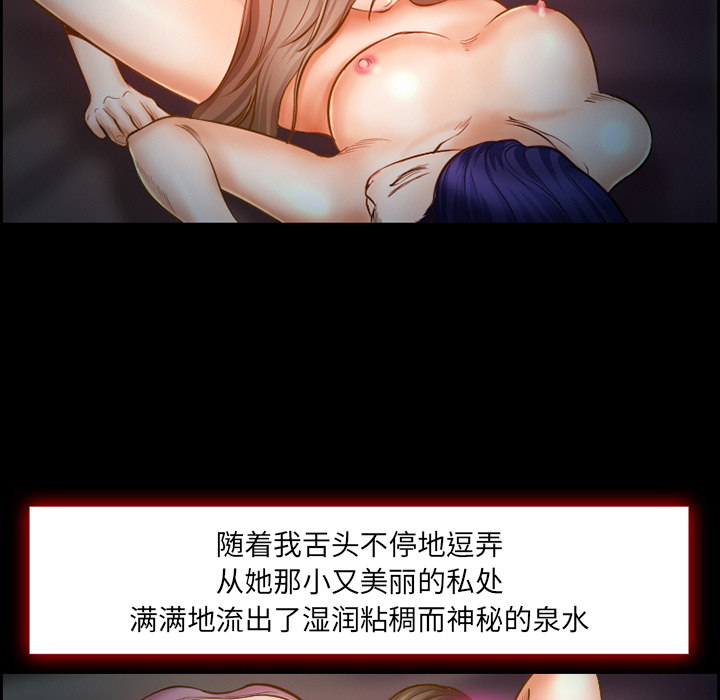 随着我舌头不停地逗弄
从她那小又美丽的私处
满满地流出了湿润粘稠而神秘的泉水